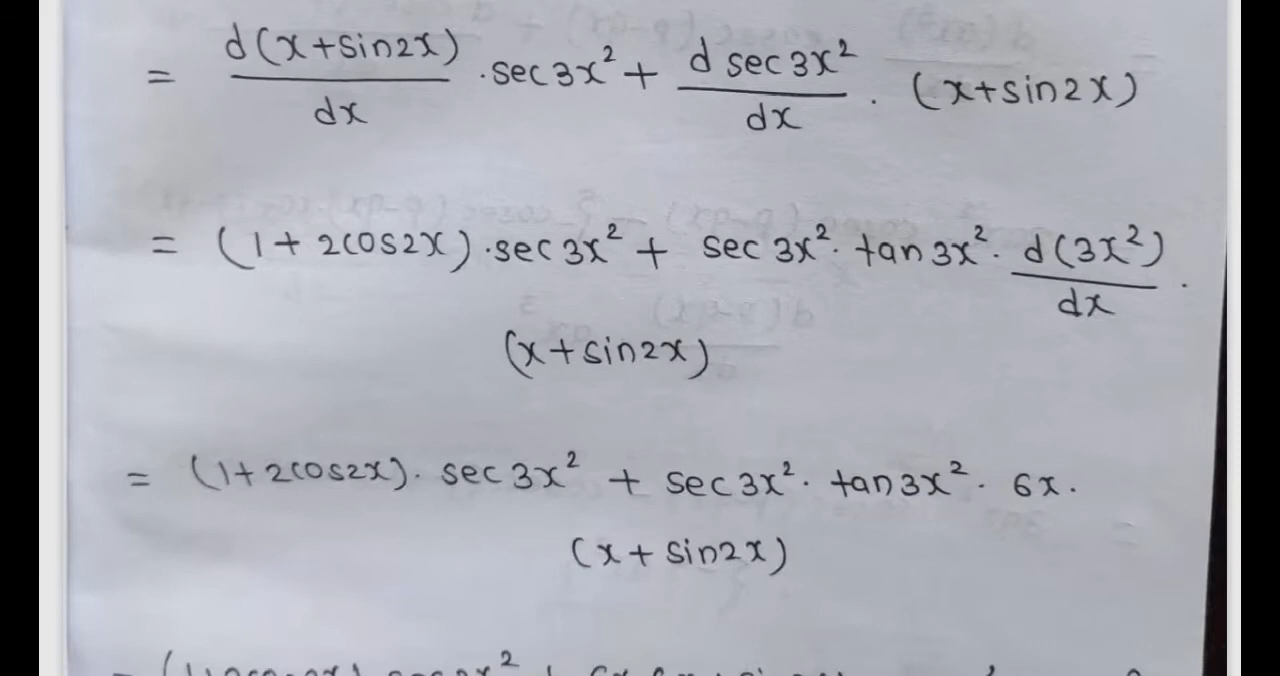 = d(x+sin2x)/dx .sec3x² + d sec3x²/dx . (x+sin2x)
= (1+2cos2x).sec3x² + sec3x². tan3x². d(3x²)/dx .
(x+sin2x)
= (1+2cos2x). sec3x² + sec3x². tan3x². 6x.
(x+sin2x)